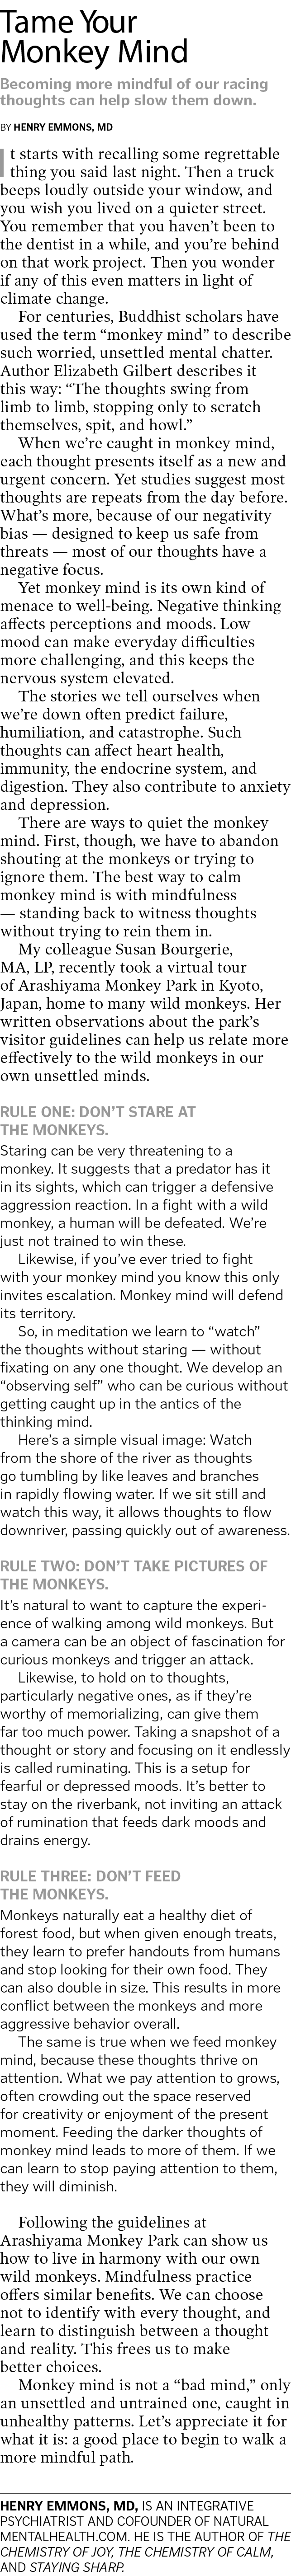 Tame Your
Monkey Mind
Becoming more mindful of our racing
thoughts can help slow them down.
BY HENRY EMMONS, MD
It starts with recalling some regrettable
thing you said last night. Then a truck
beeps loudly outside your window, and
you wish you lived on a quieter street.
You remember that you haven't been to
the dentist in a while, and you're behind
on that work project. Then you wonder
if any of this even matters in light of
climate change.
For centuries, Buddhist scholars have
used the term “monkey mind” to describe
such worried, unsettled mental chatter.
Author Elizabeth Gilbert describes it
this way: “The thoughts swing from
limb to limb, stopping only to scratch
themselves, spit, and howl.”
When we're caught in monkey mind,
each thought presents itself as a new and
urgent concern. Yet studies suggest most
thoughts are repeats from the day before.
What's more, because of our negativity
bias — designed to keep us safe from
threats — most of our thoughts have a
negative focus.
Yet monkey mind is its own kind of
menace to well-being. Negative thinking
affects perceptions and moods. Low
mood can make everyday difficulties
more challenging, and this keeps the
nervous system elevated.
The stories we tell ourselves when
we're down often predict failure,
humiliation, and catastrophe. Such
thoughts can affect heart health,
immunity, the endocrine system, and
digestion. They also contribute to anxiety
and depression.
There are ways to quiet the monkey
mind. First, though, we have to abandon
shouting at the monkeys or trying to
ignore them. The best way to calm
monkey mind is with mindfulness
— standing back to witness thoughts
without trying to rein them in.
My colleague Susan Bourgerie,
MA, LP, recently took a virtual tour
of Arashiyama Monkey Park in Kyoto,
Japan, home to many wild monkeys. Her
written observations about the park's
visitor guidelines can help us relate more
effectively to the wild monkeys in our
own unsettled minds.
RULE ONE: DON'T STARE AT
THE MONKEYS.
Staring can be very threatening to a
monkey. It suggests that a predator has it
in its sights, which can trigger a defensive
aggression reaction. In a fight with a wild
monkey, a human will be defeated. We're
just not trained to win these.
Likewise, if you've ever tried to fight
with your monkey mind you know this only
invites escalation. Monkey mind will defend
its territory.
So, in meditation we learn to “watch”
the thoughts without staring — without
fixating on any one thought. We develop an
“observing self” who can be curious without
getting caught up in the antics of the
thinking mind.
Here's a simple visual image: Watch
from the shore of the river as thoughts
go tumbling by like leaves and branches
in rapidly flowing water. If we sit still and
watch this way, it allows thoughts to flow
downriver, passing quickly out of awareness.
RULE TWO: DON'T TAKE PICTURES OF
THE MONKEYS.
It's natural to want to capture the experi-
ence of walking among wild monkeys. But
a camera can be an object of fascination for
curious monkeys and trigger an attack.
Likewise, to hold on to thoughts,
particularly negative ones, as if they're
worthy of memorializing, can give them
far too much power. Taking a snapshot of a
thought or story and focusing on it endlessly
is called ruminating. This is a setup for
fearful or depressed moods. It's better to
stay on the riverbank, not inviting an attack
of rumination that feeds dark moods and
drains energy.
RULE THREE: DON'T FEED
THE MONKEYS.
Monkeys naturally eat a healthy diet of
forest food, but when given enough treats,
they learn to prefer handouts from humans
and stop looking for their own food. They
can also double in size. This results in more
conflict between the monkeys and more
aggressive behavior overall.
The same is true when we feed monkey
mind, because these thoughts thrive on
attention. What we pay attention to grows,
often crowding out the space reserved
for creativity or enjoyment of the present
moment. Feeding the darker thoughts of
monkey mind leads to more of them. If we
can learn to stop paying attention to them,
they will diminish.
Following the guidelines at
Arashiyama Monkey Park can show us
how to live in harmony with our own
wild monkeys. Mindfulness practice
offers similar benefits. We can choose
not to identify with every thought, and
learn to distinguish between a thought
and reality. This frees us to make
better choices.
Monkey mind is not a “bad mind,” only
an unsettled and untrained one, caught in
unhealthy patterns. Let's appreciate it for
what it is: a good place to begin to walk a
more mindful path.
HENRY EMMONS, MD, IS AN INTEGRATIVE
PSYCHIATRIST AND COFOUNDER OF NATURAL
MENTALHEALTH.COM. HE IS THE AUTHOR OF THE
CHEMISTRY OF JOY, THE CHEMISTRY OF CALM,
AND STAYING SHARP.